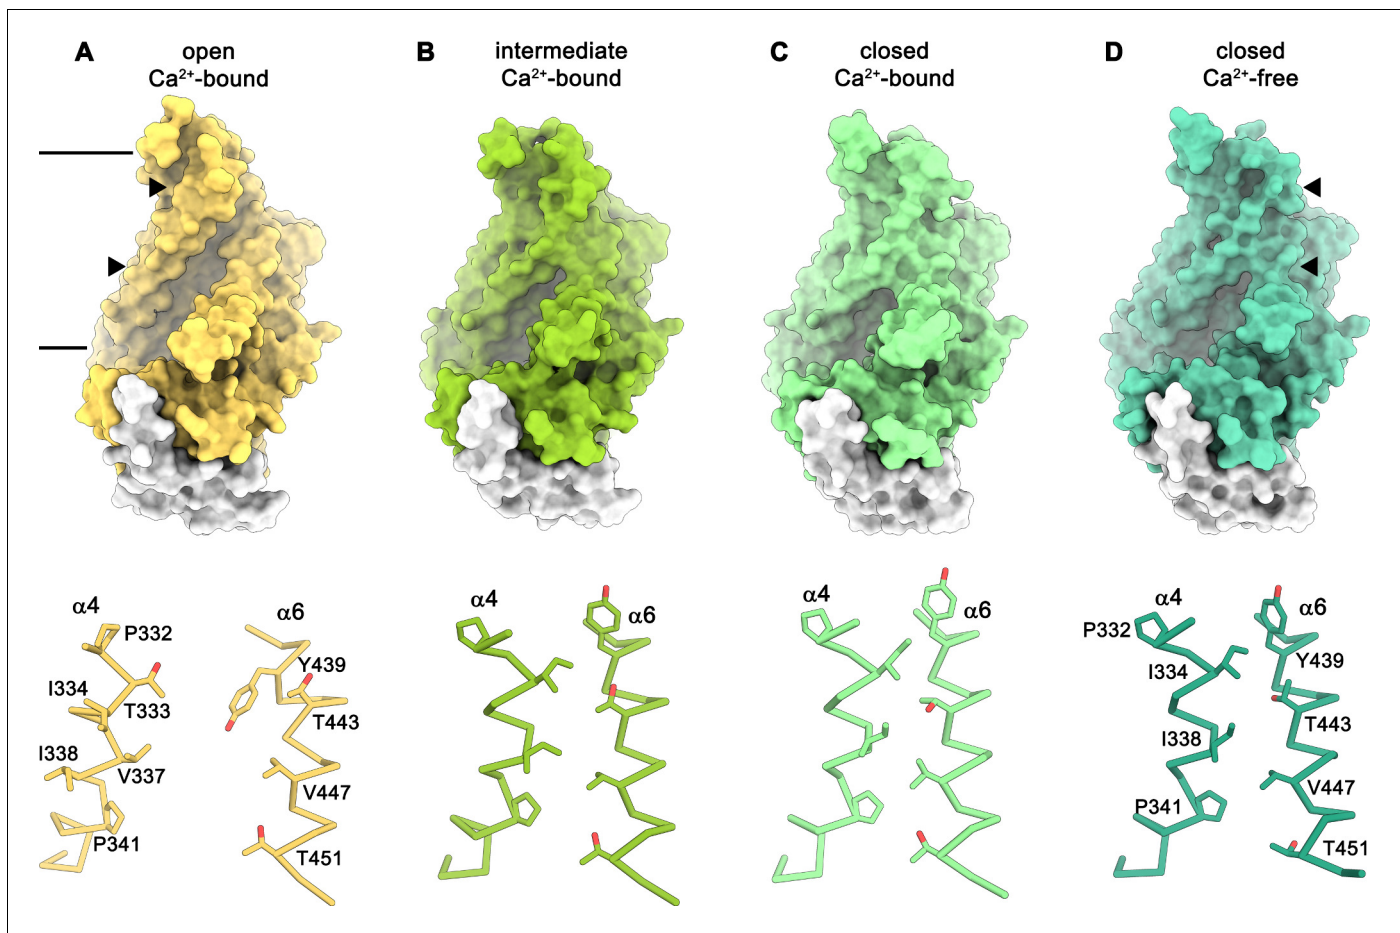 A
open
Ca²⁺-bound
B
intermediate
Ca²⁺-bound
C
closed
Ca²⁺-bound
D
closed
Ca²⁺-free
α4
P332
I334
T333
I338
V337
P341
α6
Y439
T443
V447
T451
α4
α6
α4
α6
α4
P332
I334
I338
P341
α6
Y439
T443
V447
T451